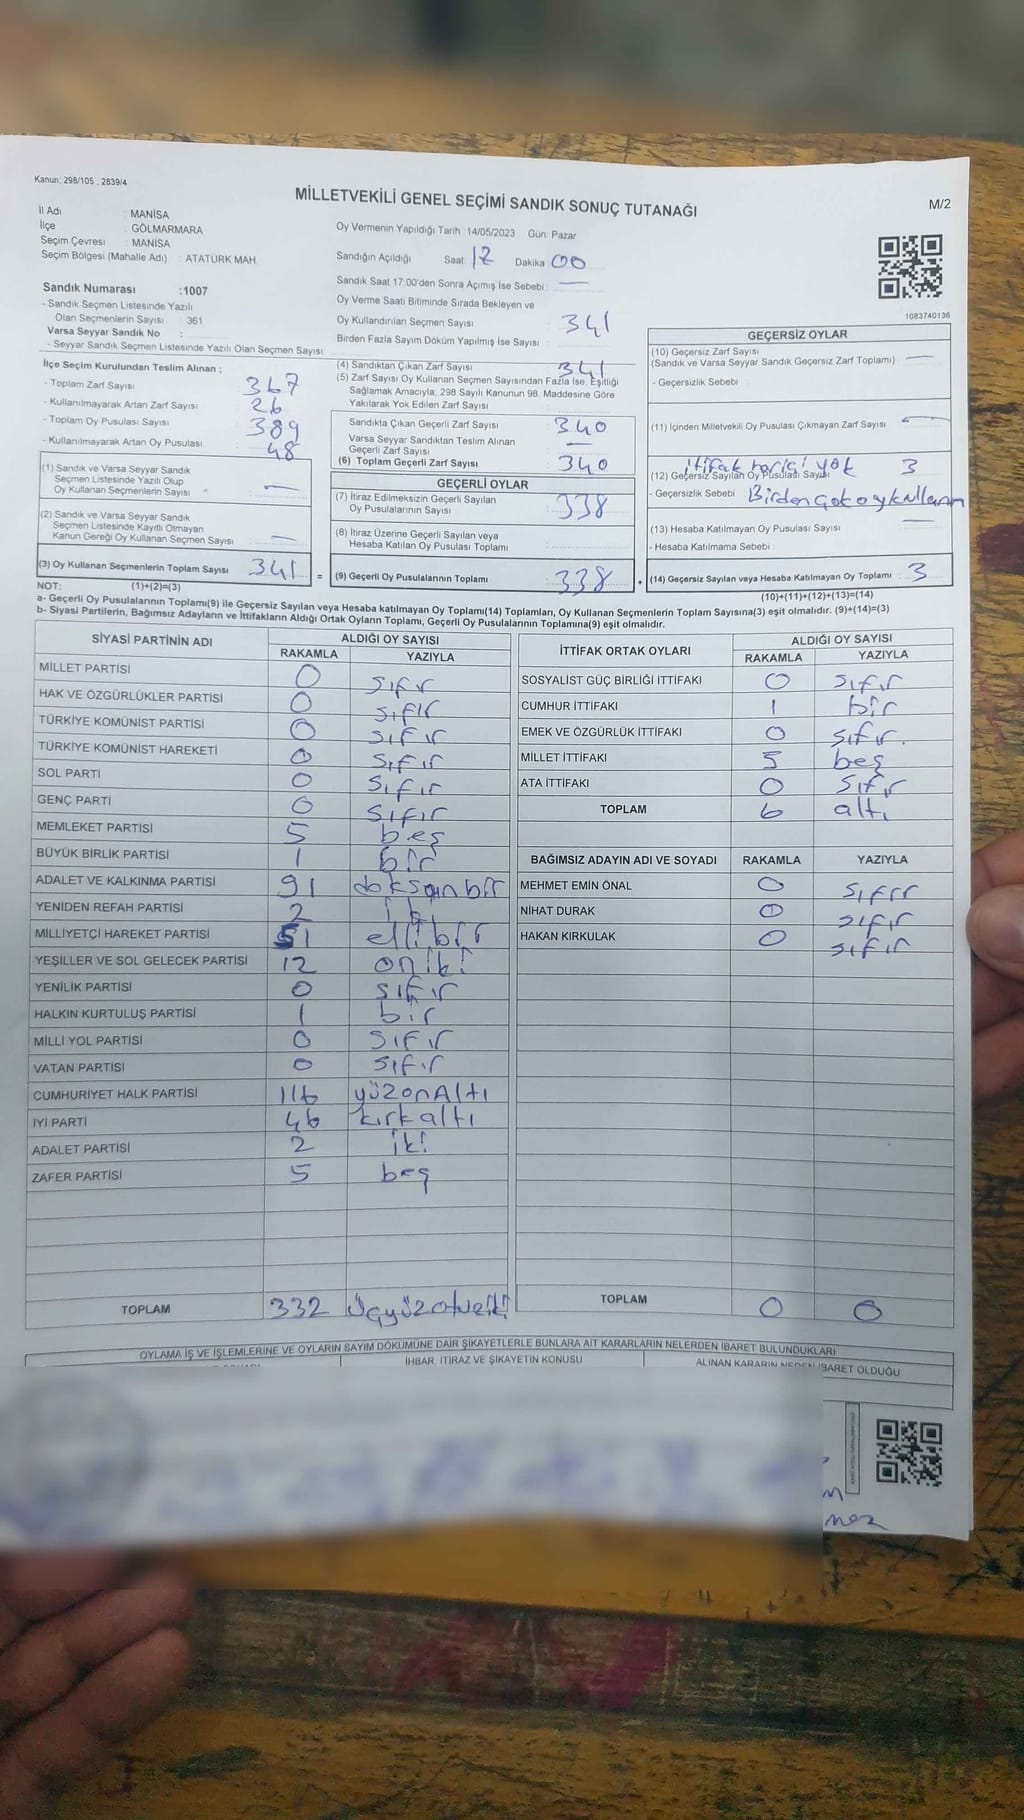 Kanun; 298/105 , 2839/4
MİLLETVEKİLİ GENEL SEÇİMİ SANDIK SONUÇ TUTANAĞI
M/2
İl Adı : MANİSA
İlçe : GÖLMARMARA
Seçim Çevresi : MANİSA
Seçim Bölgesi (Mahalle Adı) : ATATÜRK MAH.
Oy Vermenin Yapıldığı Tarih :14/05/2023 Gün: Pazar
Sandığın Açıldığı Saat: 17 Dakika: 00
Sandık Saat 17:00'den Sonra Açımış İse Sebebi : —
Oy Verme Saati Bitiminde Sırada Bekleyen ve
Oy Kullandırılan Seçmen Sayısı : 341
Birden Fazla Sayım Döküm Yapılmış İse Sayısı :
1083740136
Sandık Numarası :1007
- Sandık Seçmen Listesinde Yazılı
Olan Seçmenlerin Sayısı : 361
Varsa Seyyar Sandık No :
- Seyyar Sandık Seçmen Listesinde Yazılı Olan Seçmen Sayısı :
İlçe Seçim Kurulundan Teslim Alınan ;
- Toplam Zarf Sayısı : 367
- Kullanılmayarak Artan Zarf Sayısı : 26
- Toplam Oy Pusulası Sayısı : 389
- Kullanılmayarak Artan Oy Pusulası : 48
(1) Sandık ve Varsa Seyyar Sandık
Seçmen Listesinde Yazılı Olup
Oy Kullanan Seçmenlerin Sayısı : —
(2) Sandık ve Varsa Seyyar Sandık
Seçmen Listesinde Kayıtlı Olmayan
Kanun Gereği Oy Kullanan Seçmen Sayısı : —
(3) Oy Kullanan Seçmenlerin Toplam Sayısı : 341
(4) Sandıktan Çıkan Zarf Sayısı : 341
(5) Zarf Sayısı Oy Kullanan Seçmen Sayısından Fazla İse, Eşitliği
Sağlamak Amacıyla, 298 Sayılı Kanunun 98. Maddesine Göre
Yakılarak Yok Edilen Zarf Sayısı :
Sandıkta Çıkan Geçerli Zarf Sayısı : 340
Varsa Seyyar Sandıktan Teslim Alınan
Geçerli Zarf Sayısı : —
(6) Toplam Geçerli Zarf Sayısı : 340
GEÇERLİ OYLAR
(7) İtiraz Edilmeksizin Geçerli Sayılan
Oy Pusulalarının Sayısı : 338
(8) İtiraz Üzerine Geçerli Sayılan veya
Hesaba Katılan Oy Pusulası Toplamı :
= (9) Geçerli Oy Pusulalarının Toplamı : 338
GEÇERSİZ OYLAR
(10) Geçersiz Zarf Sayısı
(Sandık ve Varsa Seyyar Sandık Geçersiz Zarf Toplamı) : —
- Geçersizlik Sebebi :
(11) İçinden Milletvekili Oy Pusulası Çıkmayan Zarf Sayısı : —
ittifak harici yok 3
(12) Geçersiz Sayılan Oy Pusulası Sayısı
- Geçersizlik Sebebi : Birden çok oy kullanım
(13) Hesaba Katılmayan Oy Pusulası Sayısı : —
- Hesaba Katılmama Sebebi :
+ (14) Geçersiz Sayılan veya Hesaba Katılmayan Oy Toplamı : 3
NOT: (1)+(2)=(3)
(10)+(11)+(12)+(13)=(14)
a- Geçerli Oy Pusulalarının Toplamı(9) ile Geçersiz Sayılan veya Hesaba katılmayan Oy Toplamı(14) Toplamları, Oy Kullanan Seçmenlerin Toplam Sayısına(3) eşit olmalıdır. (9)+(14)=(3)
b- Siyasi Partilerin, Bağımsız Adayların ve İttifakların Aldığı Ortak Oyların Toplamı, Geçerli Oy Pusulalarının Toplamına(9) eşit olmalıdır.
SİYASİ PARTİNİN ADI ALDIĞI OY SAYISI
RAKAMLA YAZIYLA
MİLLET PARTİSİ 0 sıfır
HAK VE ÖZGÜRLÜKLER PARTİSİ 0 sıfır
TÜRKİYE KOMÜNİST PARTİSİ 0 sıfır
TÜRKİYE KOMÜNİST HAREKETİ 0 sıfır
SOL PARTİ 0 sıfır
GENÇ PARTİ 0 sıfır
MEMLEKET PARTİSİ 5 beş
BÜYÜK BİRLİK PARTİSİ 1 bir
ADALET VE KALKINMA PARTİSİ 91 doksan bir
YENİDEN REFAH PARTİSİ 2 iki
MİLLİYETÇİ HAREKET PARTİSİ 51 elli bir
YEŞİLLER VE SOL GELECEK PARTİSİ 12 on iki
YENİLİK PARTİSİ 0 sıfır
HALKIN KURTULUŞ PARTİSİ 1 bir
MİLLİ YOL PARTİSİ 0 sıfır
VATAN PARTİSİ 0 sıfır
CUMHURİYET HALK PARTİSİ 116 yüzonAltı
İYİ PARTİ 46 kırk altı
ADALET PARTİSİ 2 iki
ZAFER PARTİSİ 5 beş
TOPLAM 332 üçyüzotuziki
İTTİFAK ORTAK OYLARI ALDIĞI OY SAYISI
RAKAMLA YAZIYLA
SOSYALİST GÜÇ BİRLİĞİ İTTİFAKI 0 sıfır
CUMHUR İTTİFAKI 1 bir
EMEK VE ÖZGÜRLÜK İTTİFAKI 0 sıfır.
MİLLET İTTİFAKI 5 beş
ATA İTTİFAKI 0 sıfır
TOPLAM 6 altı
BAĞIMSIZ ADAYIN ADI VE SOYADI RAKAMLA YAZIYLA
MEHMET EMİN ÖNAL 0 sıfır
NİHAT DURAK 0 sıfır
HAKAN KIRKULAK 0 sıfır
TOPLAM 0 0
OYLAMA İŞ VE İŞLEMLERİNE VE OYLARIN SAYIM DÖKÜMÜNE DAİR ŞİKAYETLERLE BUNLARA AİT KARARLARIN NELERDEN İBARET BULUNDUKLARI
İHBAR, İTİRAZ VE ŞİKAYETİN KONUSU
ALINAN KARARIN NEDEN İBARET OLDUĞU